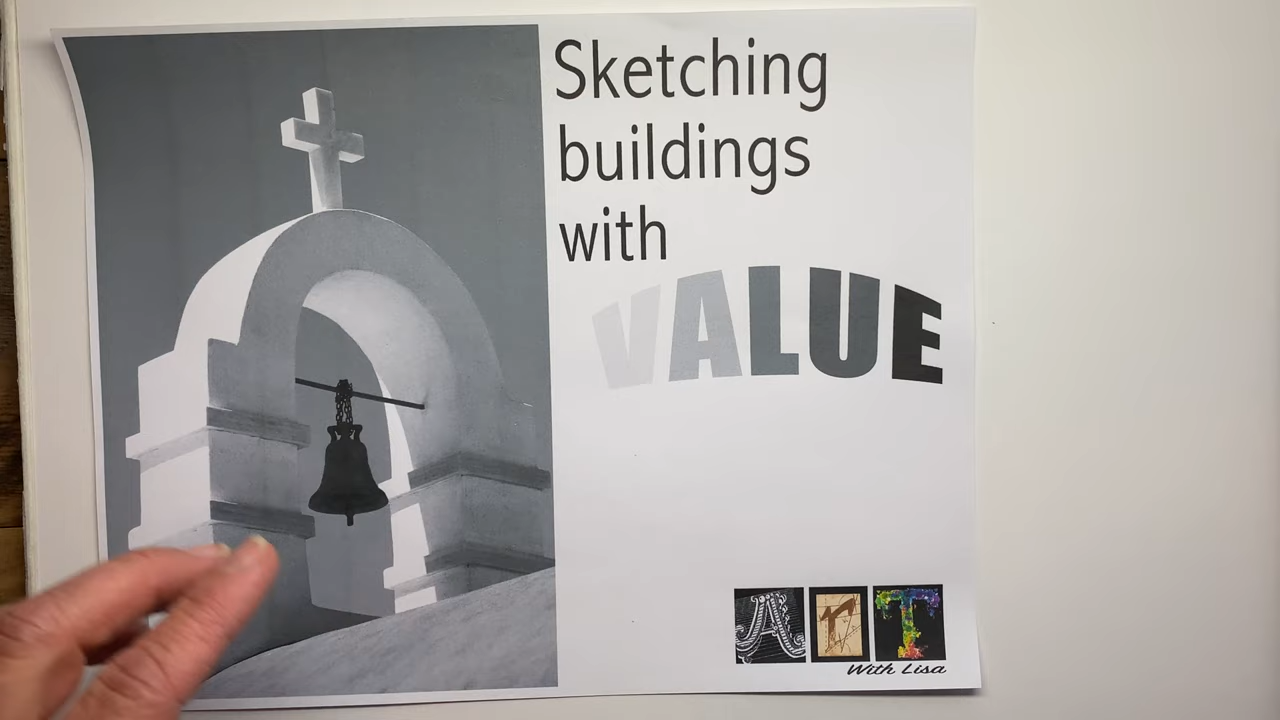 Sketching
buildings
with
VALUE
ART
With Lisa